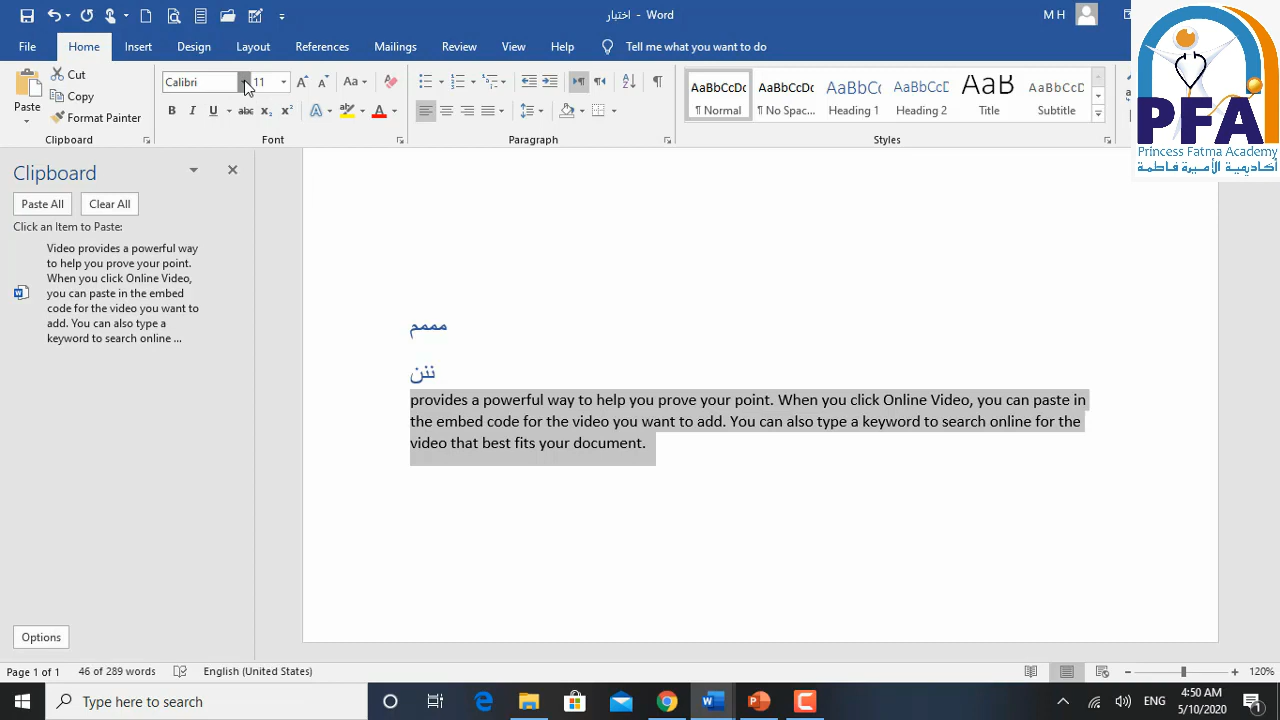 اختبار - Word
M H
File
Home
Insert
Design
Layout
References
Mailings
Review
View
Help
Tell me what you want to do
PFA
Princess Fatma Academy
أكاديمية الأميرة فاطمة
Paste
Cut
Copy
Format Painter
Clipboard
Calibri
11
Aa
B
I
U
abc
x₂
x²
A
A
Font
Paragraph
AaBbCcDc
¶ Normal
AaBbCcDc
¶ No Spac...
AaBbCc
Heading 1
AaBbCcD
Heading 2
AaB
Title
AaBbCcD
Subtitle
Styles
Clipboard
Paste All
Clear All
Click an Item to Paste:
Video provides a powerful way
to help you prove your point.
When you click Online Video,
you can paste in the embed
code for the video you want to
add. You can also type a
keyword to search online ...
Options
مممم
ننن
provides a powerful way to help you prove your point. When you click Online Video, you can paste in
the embed code for the video you want to add. You can also type a keyword to search online for the
video that best fits your document.
Page 1 of 1
46 of 289 words
English (United States)
120%
Type here to search
ENG
4:50 AM
5/10/2020
1